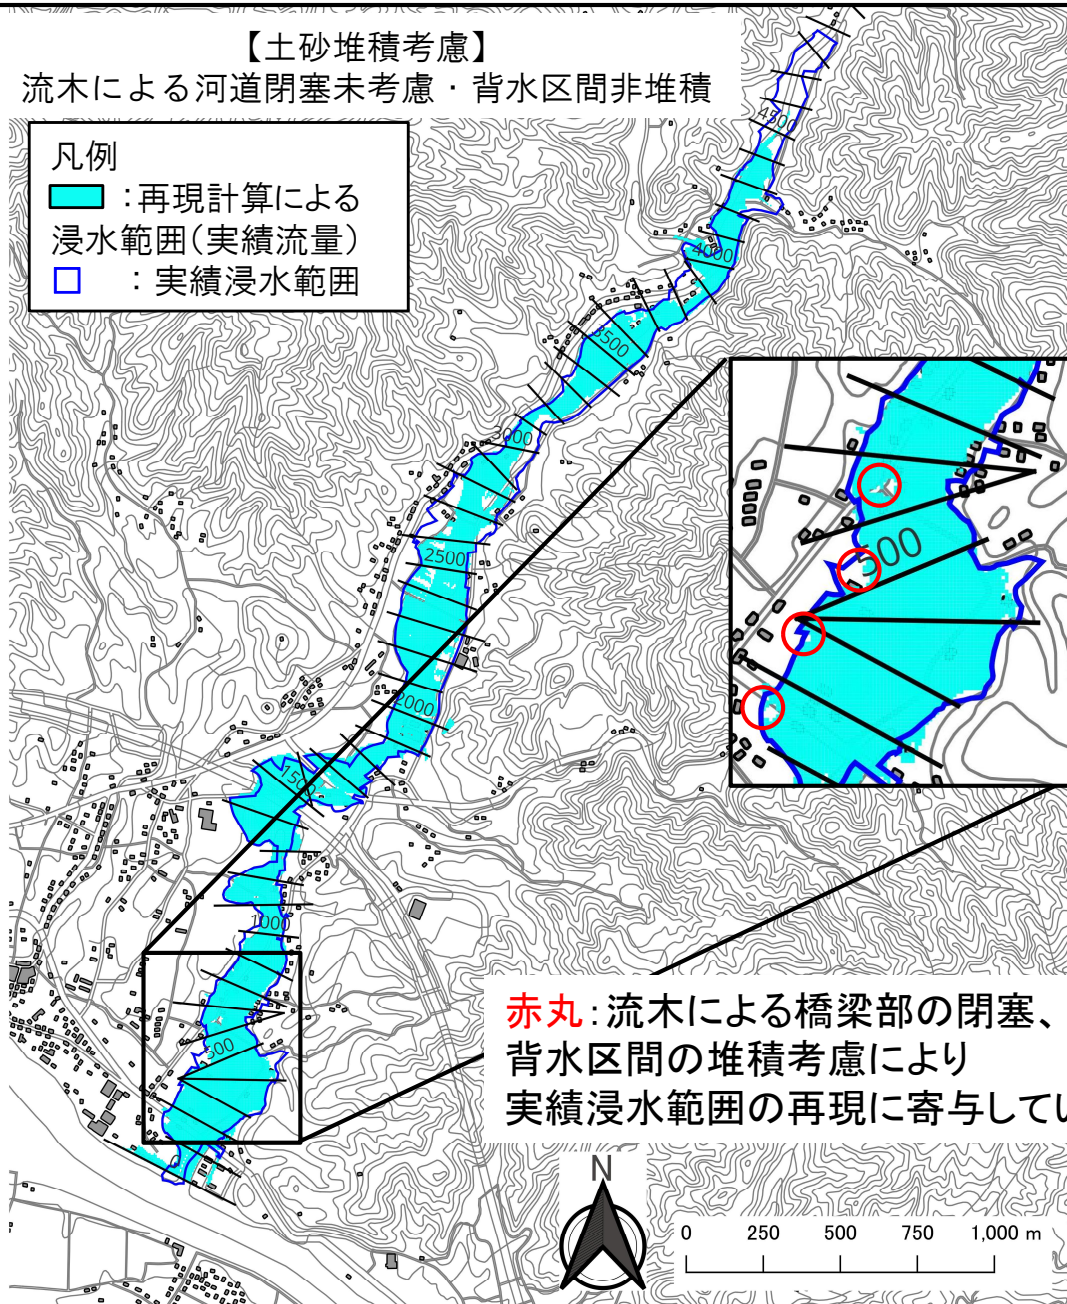 【土砂堆積考慮】
流木による河道閉塞未考慮・背水区間非堆積
凡例
：再現計算による
浸水範囲(実績流量)
：実績浸水範囲
4500
4000
3500
3000
2500
2000
1500
1000
500
500
赤丸：流木による橋梁部の閉塞、
背水区間の堆積考慮により
実績浸水範囲の再現に寄与してい
N
0 250 500 750 1,000 m